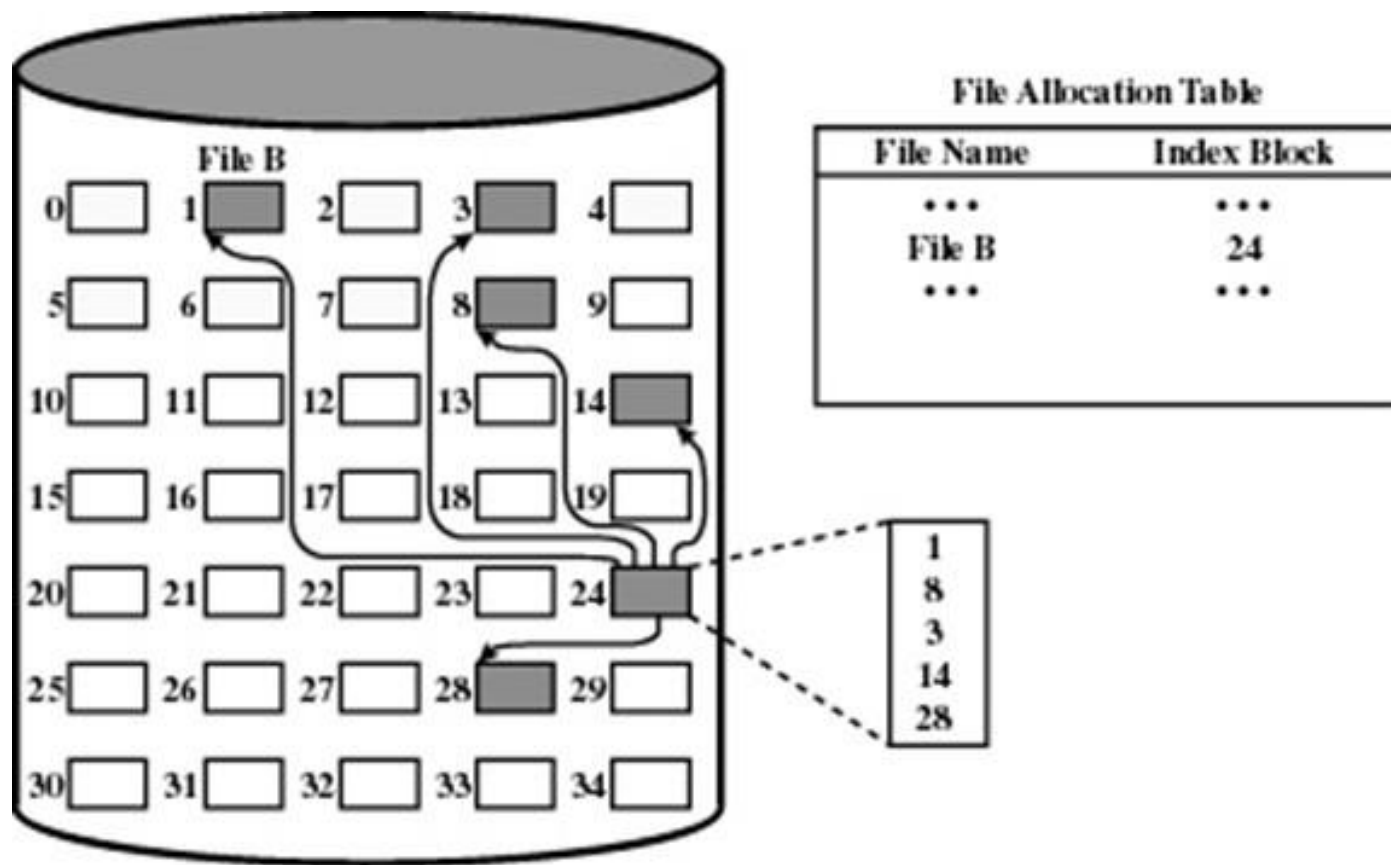 File B
0 1 2 3 4
5 6 7 8 9
10 11 12 13 14
15 16 17 18 19
20 21 22 23 24
25 26 27 28 29
30 31 32 33 34
File Allocation Table
File Name Index Block
• • • • • •
File B 24
• • • • • •
1
8
3
14
28